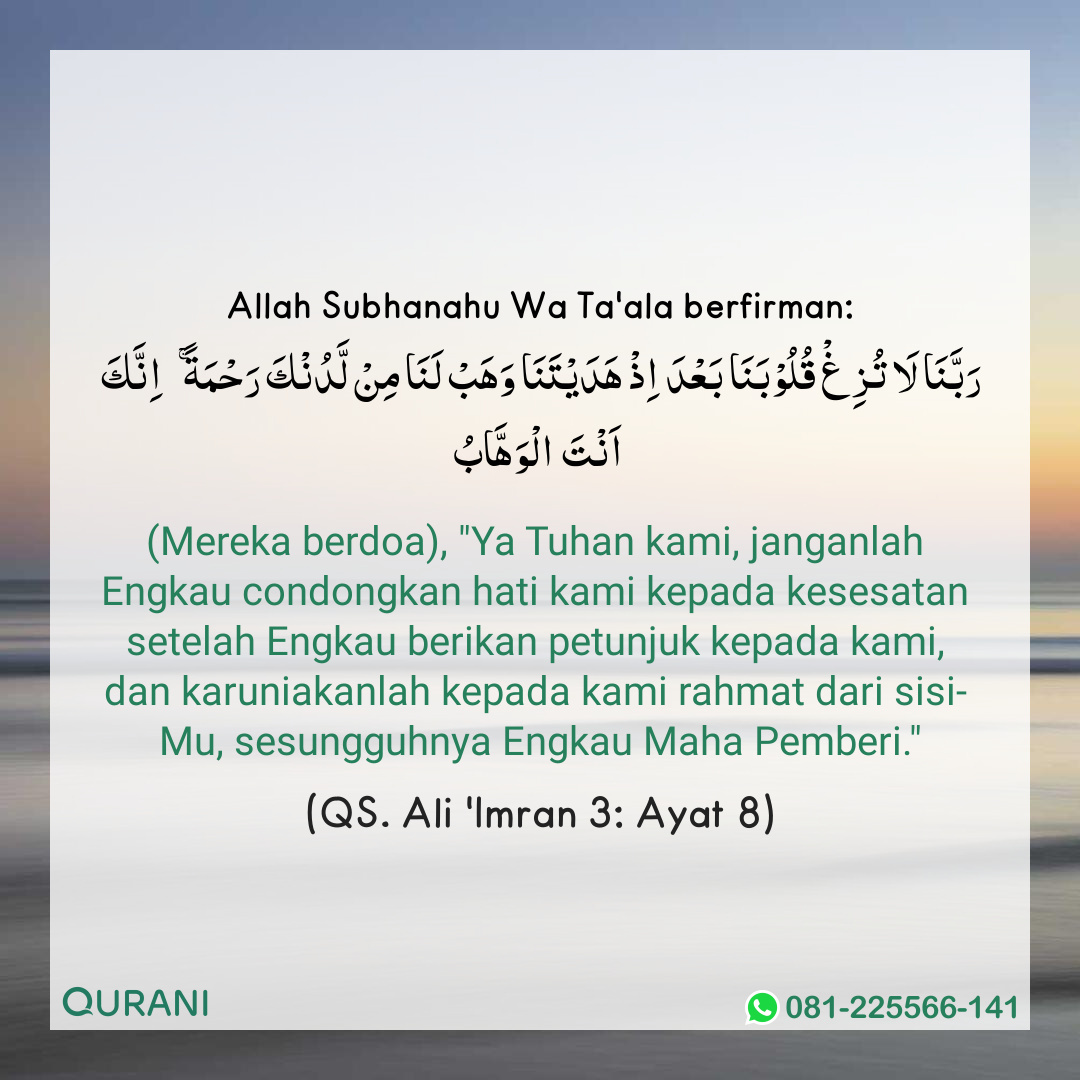 Allah Subhanahu Wa Ta'ala berfirman:
رَبَّنَا لَا تُزِغْ قُلُوْبَنَا بَعْدَ اِذْ هَدَيْتَنَا وَهَبْ لَنَا مِنْ لَّدُنْكَ رَحْمَةًۚ اِنَّكَ
اَنْتَ الْوَهَّابُ
(Mereka berdoa), "Ya Tuhan kami, janganlah
Engkau condongkan hati kami kepada kesesatan
setelah Engkau berikan petunjuk kepada kami,
dan karuniakanlah kepada kami rahmat dari sisi-
Mu, sesungguhnya Engkau Maha Pemberi."
(QS. Ali 'Imran 3: Ayat 8)
QURANI
081-225566-141